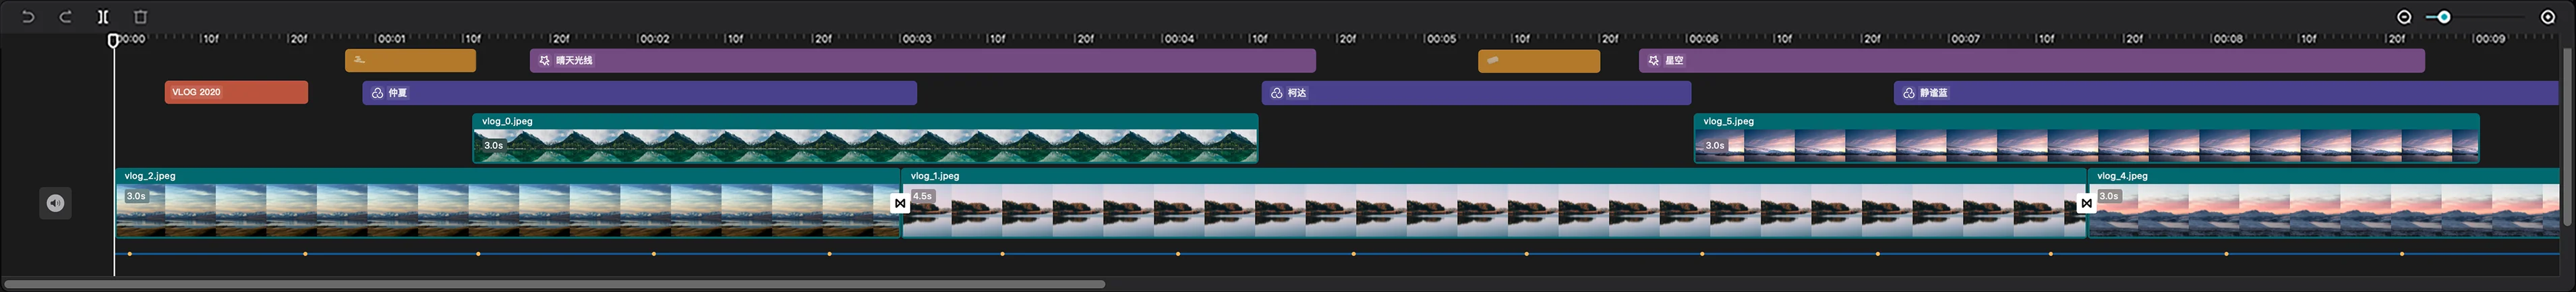 00:00 10f 20f 00:01 10f 20f 00:02 10f 20f 00:03 10f 20f 00:04 10f 20f 00:05 10f 20f 00:06 10f 20f 00:07 10f 20f 00:08 10f 20f 00:09
晴天光线 星空
VLOG 2020 仲夏 柯达 静谧蓝
vlog_0.jpeg vlog_5.jpeg
3.0s 3.0s
vlog_2.jpeg vlog_1.jpeg vlog_4.jpeg
3.0s 4.5s 3.0s